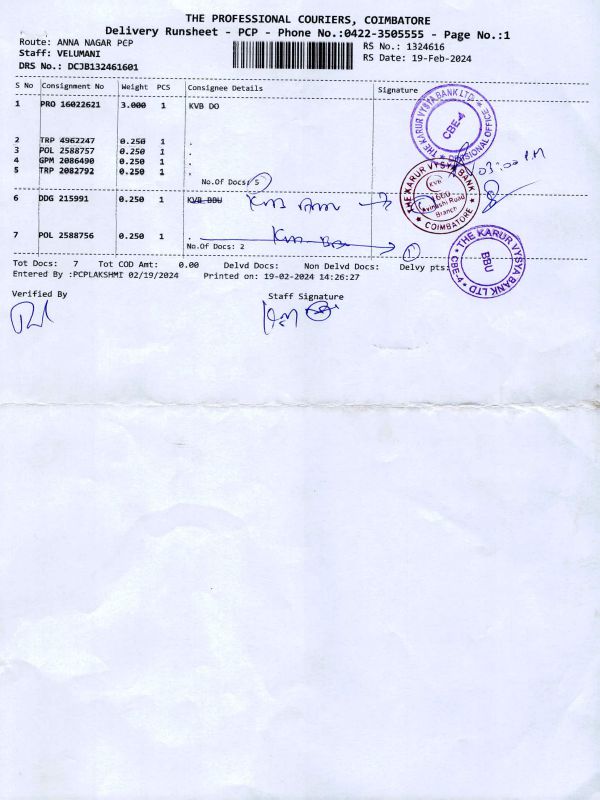 THE PROFESSIONAL COURIERS, COIMBATORE
Delivery Runsheet - PCP - Phone No.:0422-3505555 - Page No.:1
Route: ANNA NAGAR PCP
RS No.: 1324616
Staff: VELUMANI
RS Date: 19-Feb-2024
DRS No.: DCJB132461601
S No Consignment No Weight PCS Consignee Details Signature
1 PRO 16022621 3.000 1 KVB DO
2 TRP 4962247 0.250 1 .
3 POL 2588757 0.250 1 .
4 GPM 2086490 0.250 1 .
5 TRP 2082792 0.250 1 .
No.Of Docs: 5
6 DDG 215991 0.250 1 KVB BBU
7 POL 2588756 0.250 1 .
No.Of Docs: 2
THE KARUR VYSYA BANK LTD. DIVISIONAL OFFICE
CBE-4
03:00 P.M
THE KARUR VYSYA BANK
KVB
BBU
Avinashi Road
Branch
COIMBATORE
THE KARUR VYSYA BANK LTD CBE-4
BBU
Tot Docs: 7 Tot COD Amt: 0.00 Delvd Docs: Non Delvd Docs: Delvy pts:
Entered By :PCPLAKSHMI 02/19/2024 Printed on: 19-02-2024 14:26:27
Verified By Staff Signature